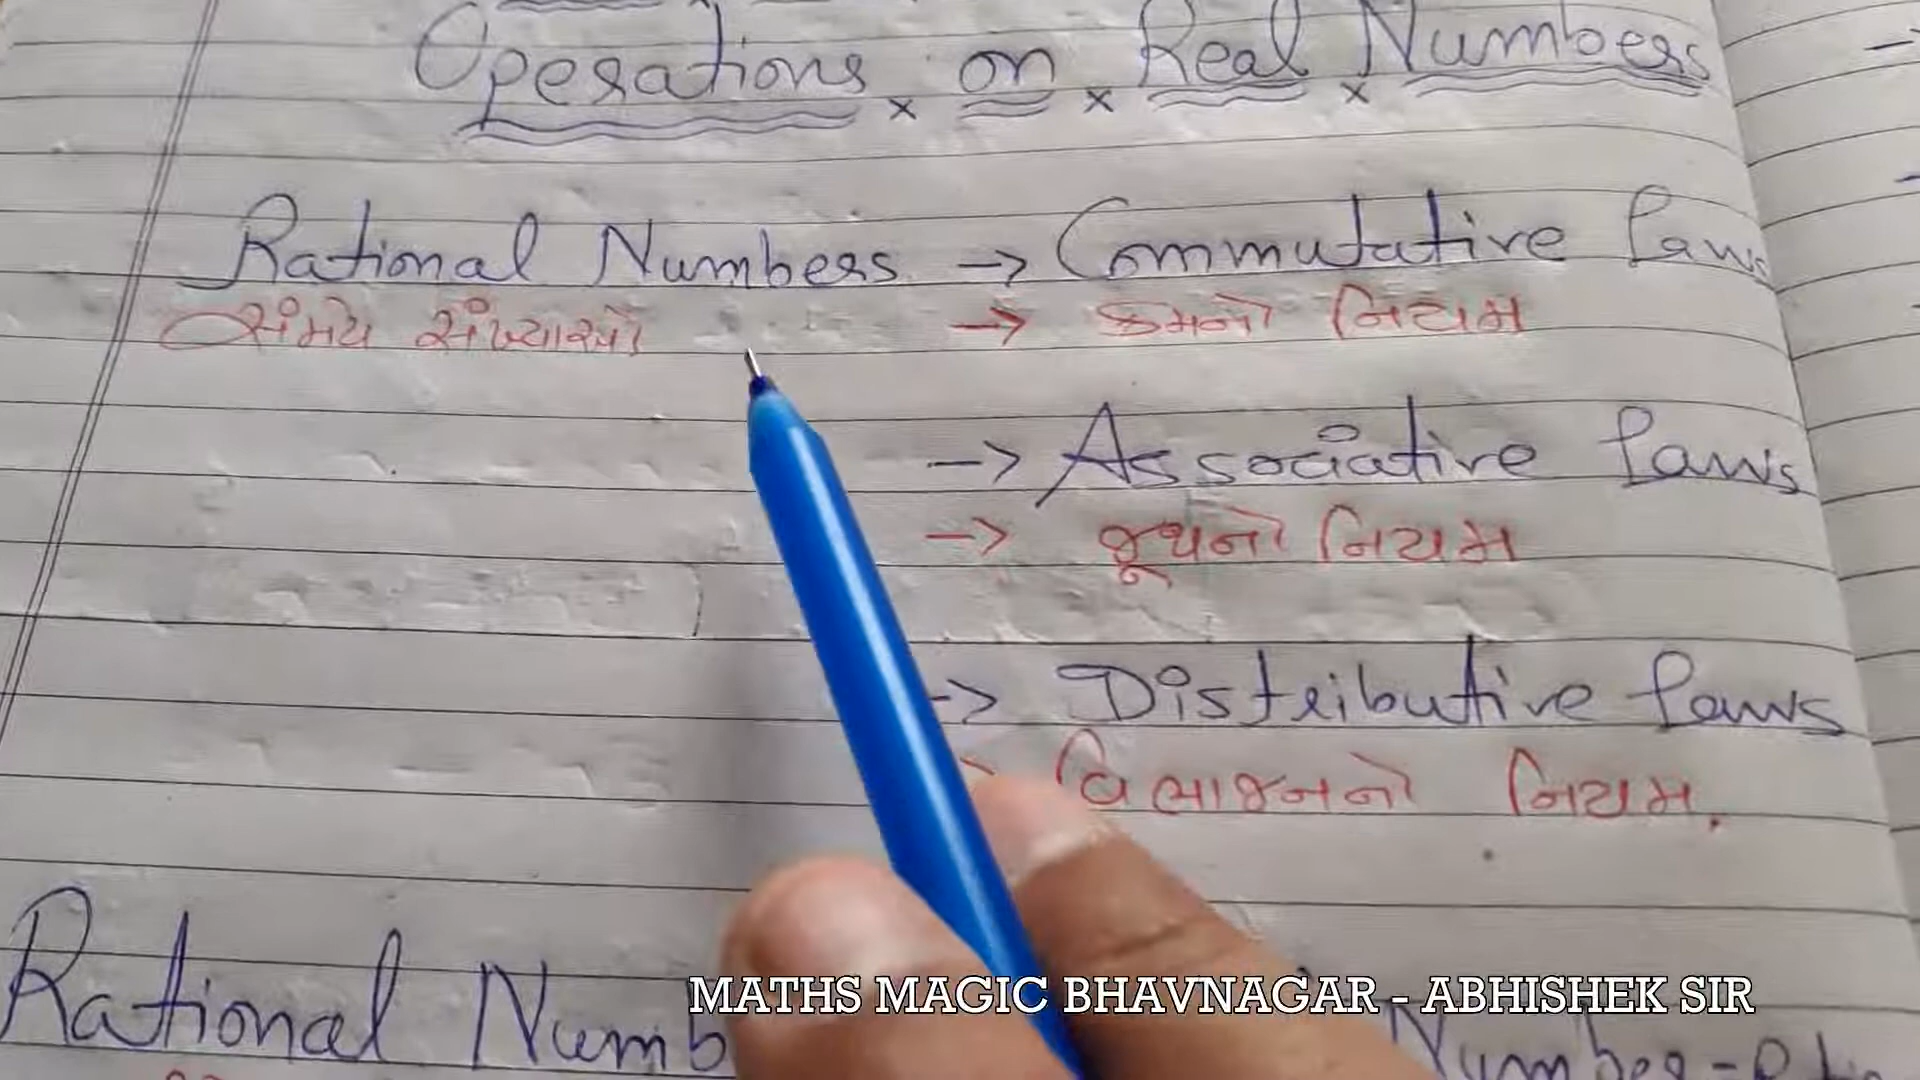 Operations on Real Numbers
Rational Numbers → Commutative laws
સંમેય સંખ્યાઓ → ક્રમનો નિયમ
→ Associative laws
→ જૂથનો નિયમ
→ Distributive laws
વિભાજનનો નિયમ.
Rational Numb
MATHS MAGIC BHAVNAGAR - ABHISHEK SIR